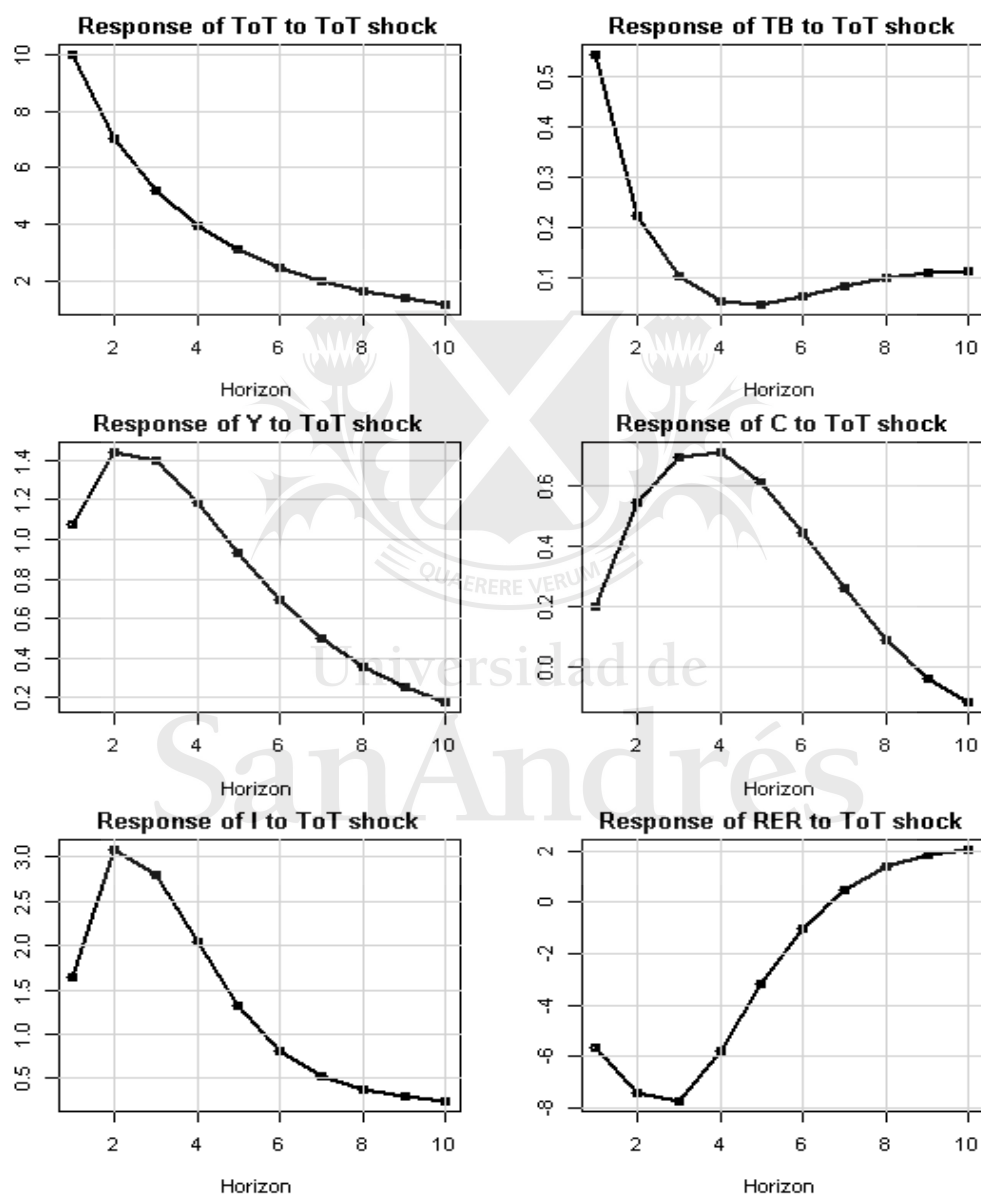 Response of ToT to ToT shock
10
8
6
4
2
2 4 6 8 10
Horizon
Response of TB to ToT shock
0.5
0.4
0.3
0.2
0.1
2 4 6 8 10
Horizon
Response of Y to ToT shock
1.4
1.2
1.0
0.8
0.6
0.4
0.2
2 4 6 8 10
Horizon
Response of C to ToT shock
0.6
0.4
0.2
0.0
2 4 6 8 10
Horizon
Response of I to ToT shock
3.0
2.5
2.0
1.5
1.0
0.5
2 4 6 8 10
Horizon
Response of RER to ToT shock
2
0
-2
-4
-6
-8
2 4 6 8 10
Horizon
QUAERERE VERUM
Universidad de
SanAndrés